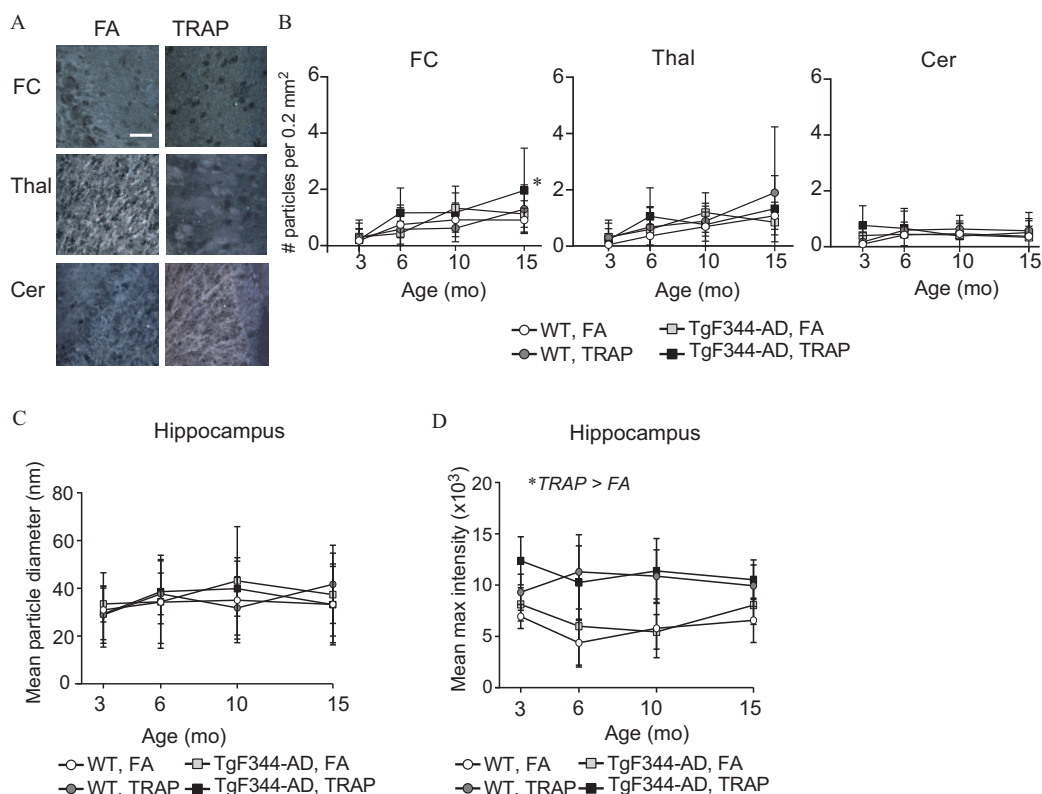 A
FA TRAP
FC
Thal
Cer
B
FC
Thal
Cer
# particles per 0.2 mm²
6
4
2
0
3 6 10 15
Age (mo)
6
4
2
0
3 6 10 15
Age (mo)
6
4
2
0
3 6 10 15
Age (mo)
*
WT, FA
TgF344-AD, FA
WT, TRAP
TgF344-AD, TRAP
C
Hippocampus
Mean particle diameter (nm)
80
60
40
20
0
3 6 10 15
Age (mo)
WT, FA
TgF344-AD, FA
WT, TRAP
TgF344-AD, TRAP
D
Hippocampus
*TRAP > FA
Mean max intensity (x10³)
20
15
10
5
0
3 6 10 15
Age (mo)
WT, FA
TgF344-AD, FA
WT, TRAP
TgF344-AD, TRAP